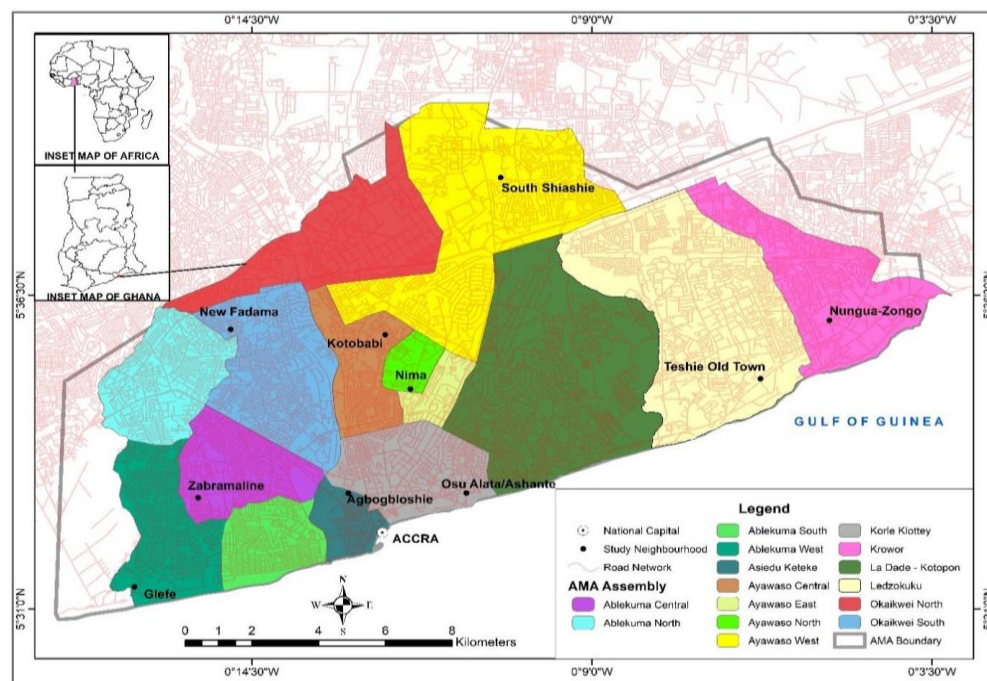 0°14'30"W 0°9'0"W 0°3'30"W
INSET MAP OF AFRICA
INSET MAP OF GHANA
5°36'30"N
South Shiashie
New Fadama
Kotobabi
Nima
Nungua-Zongo
Teshie Old Town
GULF OF GUINEA
Zabramaline
Agbogbloshie
Osu Alata/Ashante
ACCRA
Glefe
5°31'0"N
N
W E
S
0 2 4 6 8
Kilometers
Legend
National Capital
Study Neighbourhood
Road Network
AMA Assembly
Ablekuma Central
Ablekuma North
Ablekuma South
Ablekuma West
Asiedu Keteke
Ayawaso Central
Ayawaso East
Ayawaso North
Ayawaso West
Korle Klottey
Krowor
La Dade - Kotopon
Ledzokuku
Okaikwei North
Okaikwei South
AMA Boundary
0°14'30"W 0°9'0"W 0°3'30"W